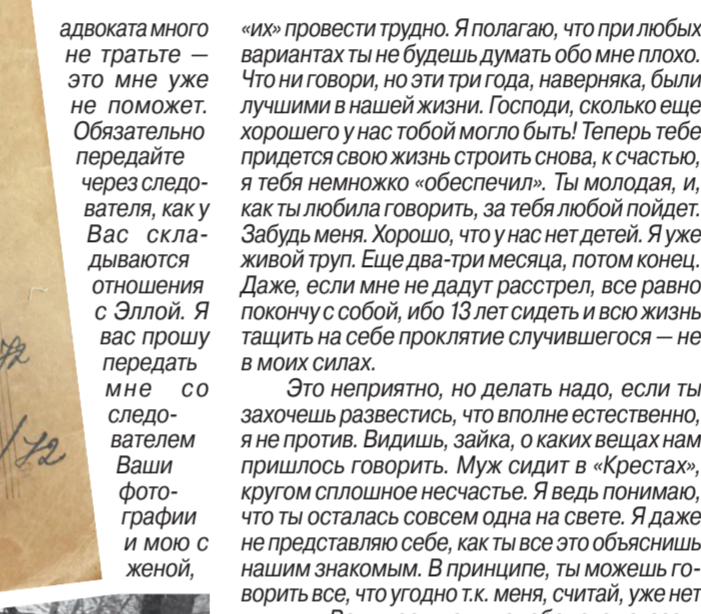 адвоката много
не тратьте —
это мне уже
не поможет.
Обязательно
передайте
через следо-
вателя, как у
Вас скла-
дываются
отношения
с Эллой. Я
вас прошу
передать
мне со
следо-
вателем
Ваши
фото-
графии
и мою с
женой,
«их» провести трудно. Я полагаю, что при любых
вариантах ты не будешь думать обо мне плохо.
Что ни говори, но эти три года, наверняка, были
лучшими в нашей жизни. Господи, сколько еще
хорошего у нас тобой могло быть! Теперь тебе
придется свою жизнь строить снова, к счастью,
я тебя немножко «обеспечил». Ты молодая, и,
как ты любила говорить, за тебя любой пойдет.
Забудь меня. Хорошо, что у нас нет детей. Я уже
живой труп. Еще два-три месяца, потом конец.
Даже, если мне не дадут расстрел, все равно
покончу с собой, ибо 13 лет сидеть и всю жизнь
тащить на себе проклятие случившегося — не
в моих силах.
Это неприятно, но делать надо, если ты
захочешь развестись, что вполне естественно,
я не против. Видишь, зайка, о каких вещах нам
пришлось говорить. Муж сидит в «Крестах»,
кругом сплошное несчастье. Я ведь понимаю,
что ты осталась совсем одна на свете. Я даже
не представляю себе, как ты все это объяснишь
нашим знакомым. В принципе, ты можешь го-
ворить все, что угодно т.к. меня, считай, уже нет
72
/72